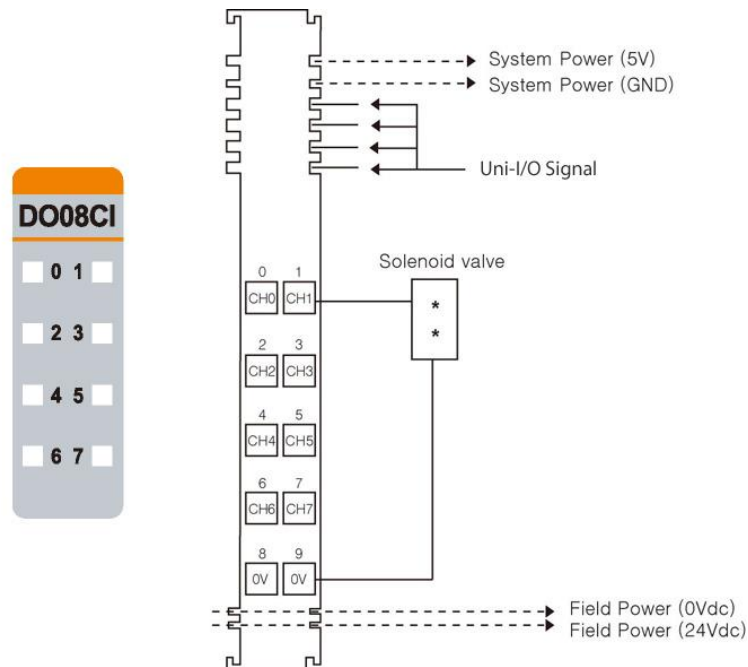 System Power (5V)
System Power (GND)
Uni-I/O Signal
DO08CI
0 1
2 3
4 5
6 7
Solenoid valve
*
*
0 1
CH0 CH1
2 3
CH2 CH3
4 5
CH4 CH5
6 7
CH6 CH7
8 9
0V 0V
Field Power (0Vdc)
Field Power (24Vdc)